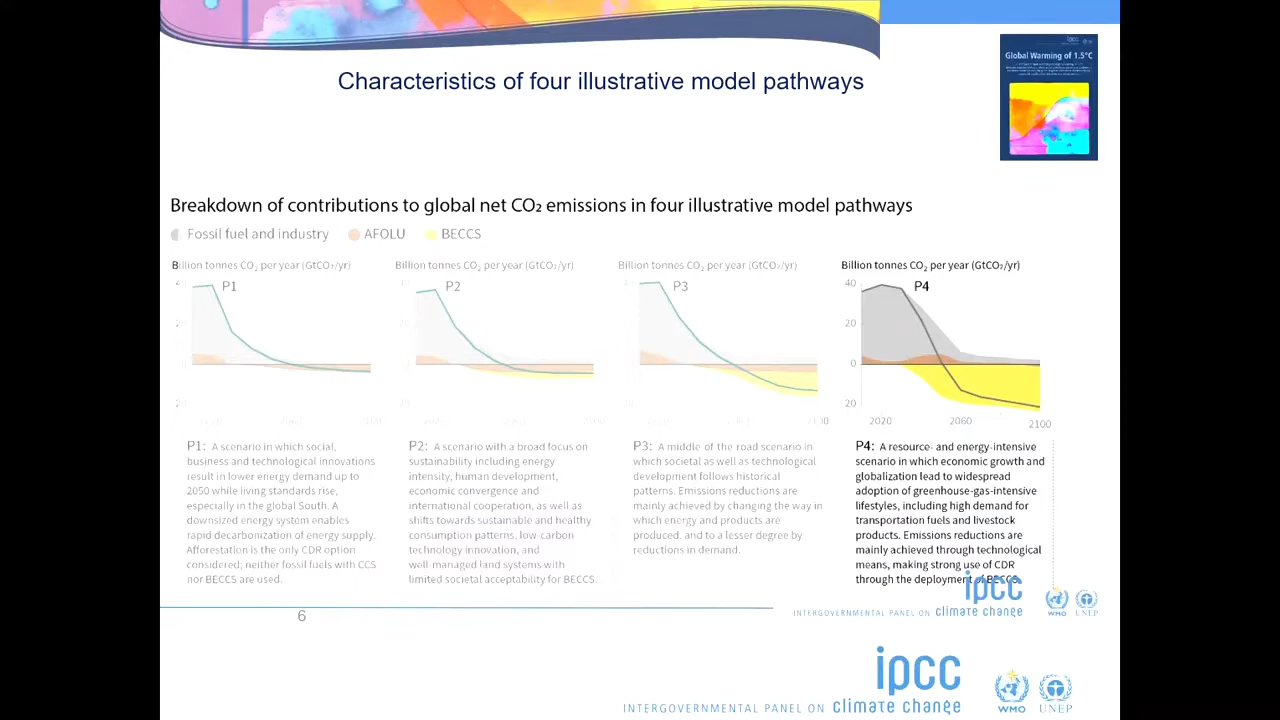 ipcc
Global Warming of 1.5°C
Characteristics of four illustrative model pathways
Breakdown of contributions to global net CO₂ emissions in four illustrative model pathways
Fossil fuel and industry AFOLU BECCS
Billion tonnes CO₂ per year (GtCO₂/yr)
P1
Billion tonnes CO₂ per year (GtCO₂/yr)
P2
Billion tonnes CO₂ per year (GtCO₂/yr)
P3
Billion tonnes CO₂ per year (GtCO₂/yr)
P4
40
20
0
20
2020 2060 2100
P1: A scenario in which social,
business and technological innovations
result in lower energy demand up to
2050 while living standards rise,
especially in the global South. A
downsized energy system enables
rapid decarbonization of energy supply.
Afforestation is the only CDR option
considered; neither fossil fuels with CCS
nor BECCS are used.
P2: A scenario with a broad focus on
sustainability including energy
intensity, human development,
economic convergence and
international cooperation, as well as
shifts towards sustainable and healthy
consumption patterns, low-carbon
technology innovation, and
well-managed land systems with
limited societal acceptability for BECCS.
P3: A middle of the road scenario in
which societal as well as technological
development follows historical
patterns. Emissions reductions are
mainly achieved by changing the way in
which energy and products are
produced, and to a lesser degree by
reductions in demand.
P4: A resource- and energy-intensive
scenario in which economic growth and
globalization lead to widespread
adoption of greenhouse-gas-intensive
lifestyles, including high demand for
transportation fuels and livestock
products. Emissions reductions are
mainly achieved through technological
means, making strong use of CDR
through the deployment of BECCS.
6
ipcc
INTERGOVERNMENTAL PANEL ON climate change
WMO UNEP
ipcc
INTERGOVERNMENTAL PANEL ON climate change
WMO UNEP